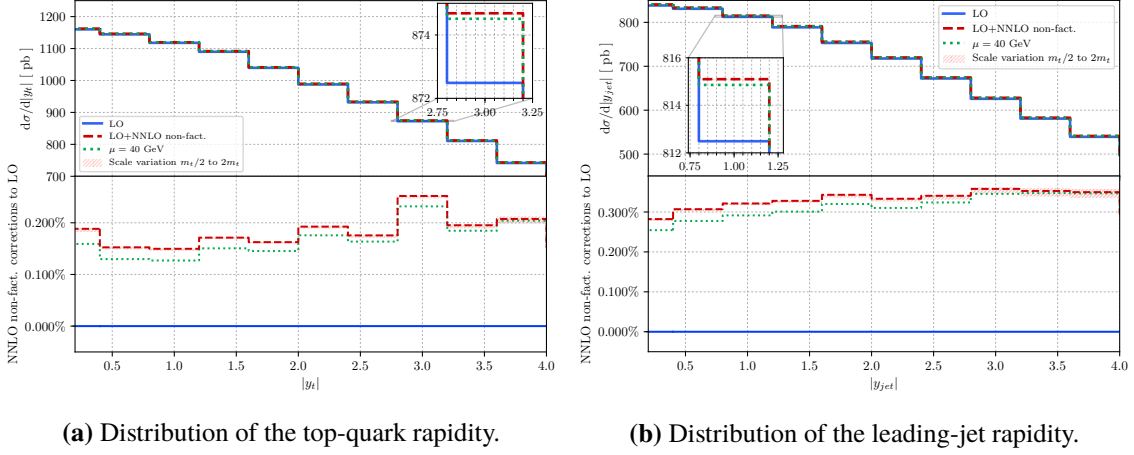 dσ/d|y_t| [ pb ]
1200
1100
1000
900
800
700
874
872
2.75 3.00 3.25
LO
LO+NNLO non-fact.
μ = 40 GeV
Scale variation m_t/2 to 2m_t
NNLO non-fact. corrections to LO
0.200%
0.100%
0.000%
0.5 1.0 1.5 2.0 2.5 3.0 3.5 4.0
|y_t|
(a) Distribution of the top-quark rapidity.
dσ/d|y_jet| [ pb ]
800
700
600
500
LO
LO+NNLO non-fact.
μ = 40 GeV
Scale variation m_t/2 to 2m_t
816
814
812
0.75 1.00 1.25
NNLO non-fact. corrections to LO
0.300%
0.200%
0.100%
0.000%
0.5 1.0 1.5 2.0 2.5 3.0 3.5 4.0
|y_jet|
(b) Distribution of the leading-jet rapidity.